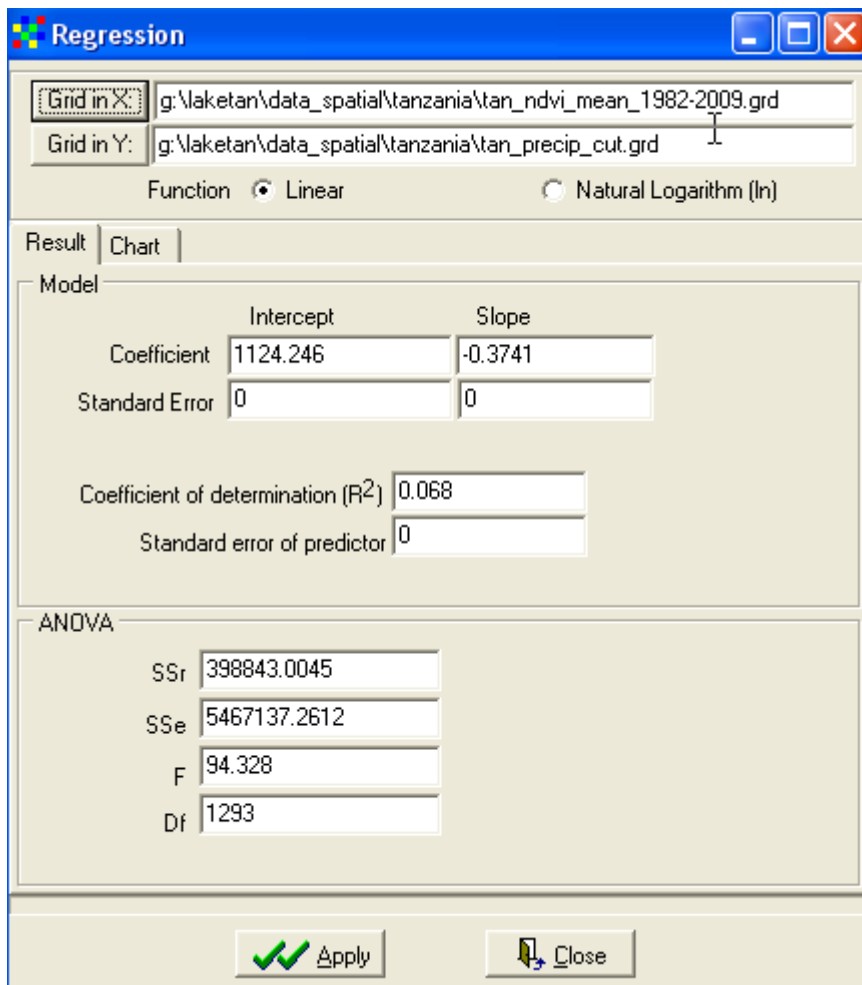 Regression
Grid in X: g:\laketan\data_spatial\tanzania\tan_ndvi_mean_1982-2009.grd
Grid in Y: g:\laketan\data_spatial\tanzania\tan_precip_cut.grd
Function Linear Natural Logarithm (ln)
Result Chart
Model
Intercept Slope
Coefficient 1124.246 -0.3741
Standard Error 0 0
Coefficient of determination (R2) 0.068
Standard error of predictor 0
ANOVA
SSr 398843.0045
SSe 5467137.2612
F 94.328
Df 1293
Apply Close